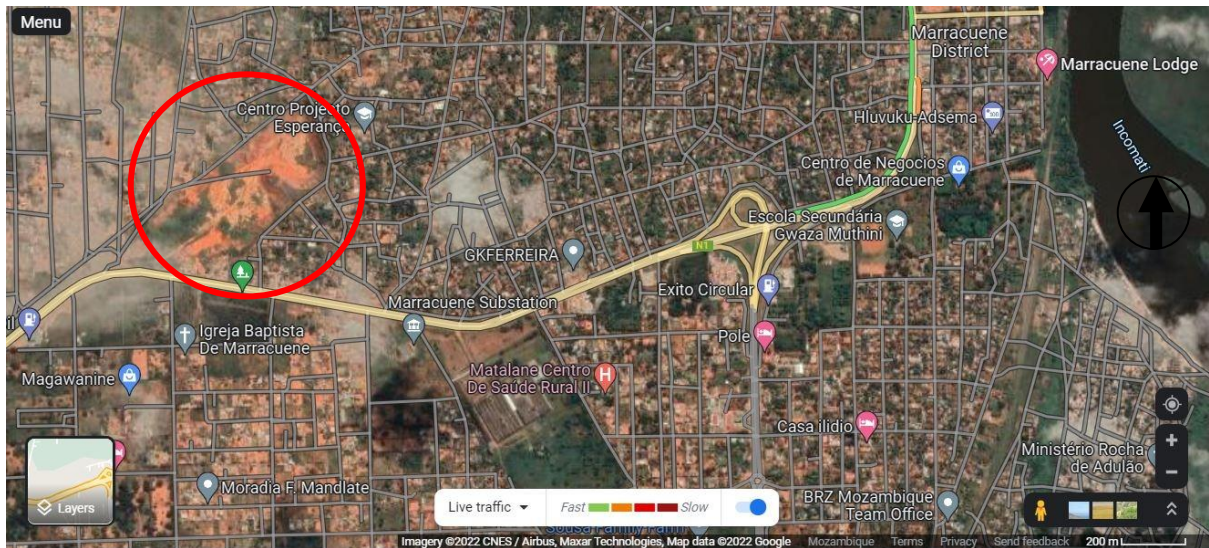 Menu
Marracuene
District
Marracuene Lodge
Centro Projecto
Esperança
Hluvuku-Adsema
Incomati
Centro de Negocios
de Marracuene
Escola Secundária
Gwaza Muthini
N1
GKFERREIRA
Exito Circular
Marracuene Substation
Igreja Baptista
De Marracuene
Pole
Magawanine
Matalane Centro
De Saúde Rural II
H
Casa ilidio
Ministério Rocha
de Adulão
Moradia F. Mandlate
BRZ Mozambique
Team Office
Layers
Live traffic
Fast
Slow
Imagery ©2022 CNES / Airbus, Maxar Technologies, Map data ©2022 Google
Mozambique
Terms
Privacy
Send feedback
200 m